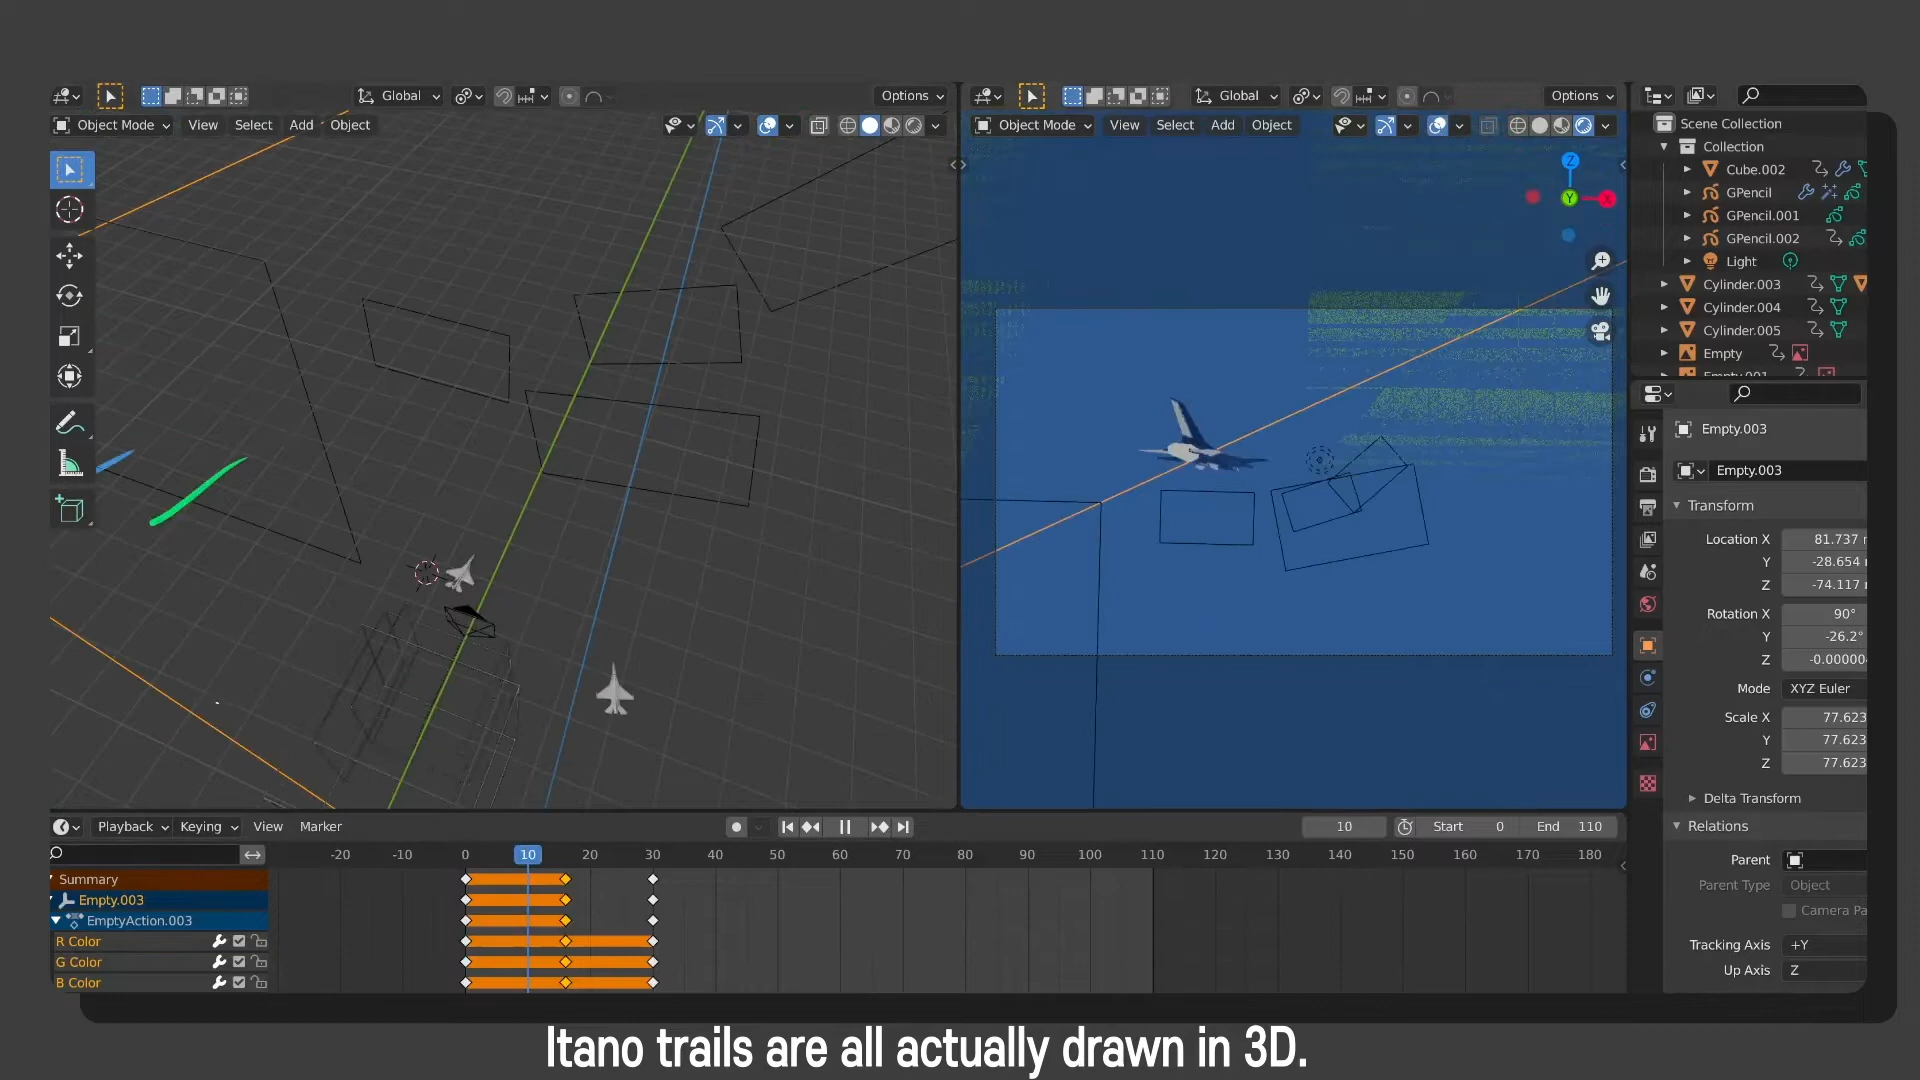 Global
Options
Object Mode
View
Select
Add
Object
Global
Options
Object Mode
View
Select
Add
Object
Z
Y
X
Scene Collection
Collection
Cube.002
GPencil
GPencil.001
GPencil.002
Light
Cylinder.003
Cylinder.004
Cylinder.005
Empty
Empty.001
Empty.003
Empty.003
Transform
Location X 81.737
Y -28.654
Z -74.117
Rotation X 90°
Y -26.2°
Z -0.000004
Mode XYZ Euler
Scale X 77.623
Y 77.623
Z 77.623
Delta Transform
Relations
Parent
Parent Type Object
Camera Pa
Tracking Axis +Y
Up Axis Z
Playback
Keying
View
Marker
10
Start 0
End 110
-20 -10 0 10 20 30 40 50 60 70 80 90 100 110 120 130 140 150 160 170 180
Summary
Empty.003
EmptyAction.003
R Color
G Color
B Color
Itano trails are all actually drawn in 3D.